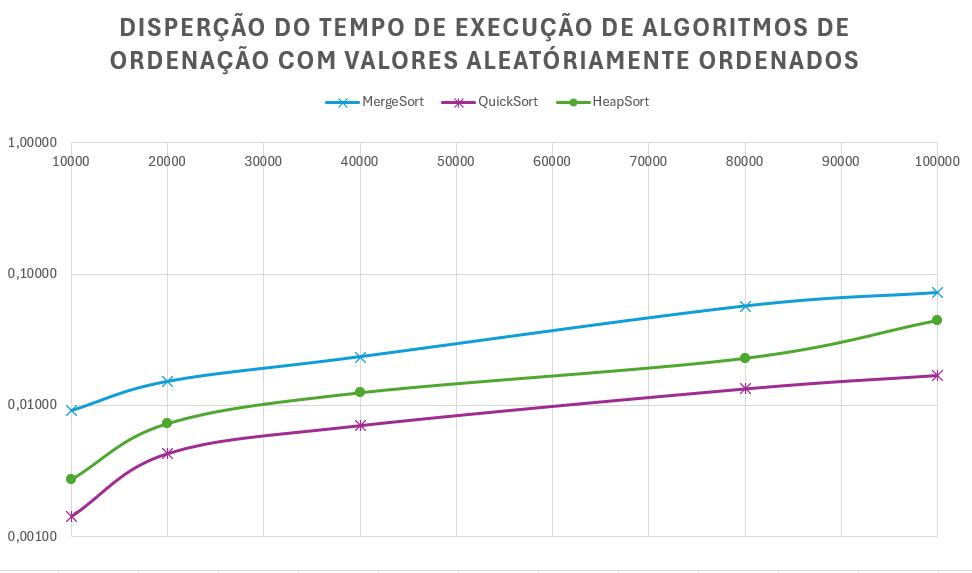 DISPERÇÃO DO TEMPO DE EXECUÇÃO DE ALGORITMOS DE
ORDENAÇÃO COM VALORES ALEATÓRIAMENTE ORDENADOS
MergeSort QuickSort HeapSort
1,00000
10000 20000 30000 40000 50000 60000 70000 80000 90000 100000
0,10000
0,01000
0,00100